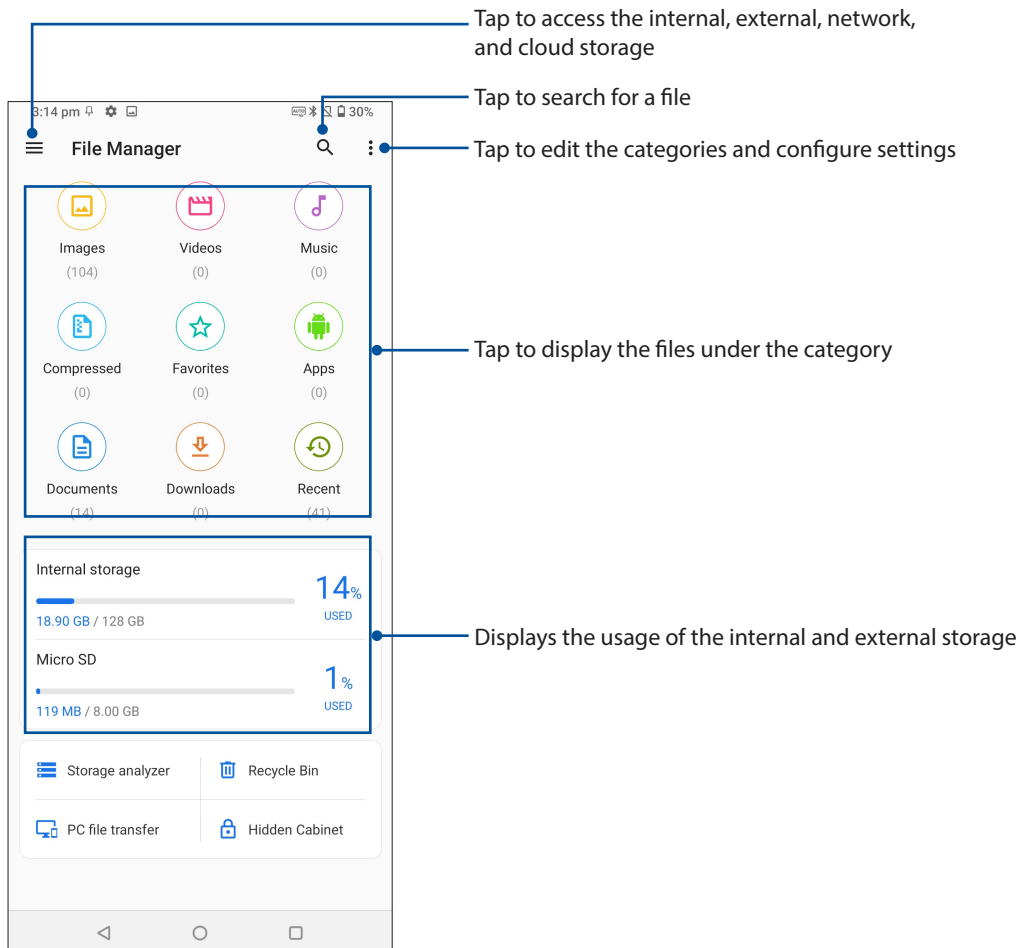 Tap to access the internal, external, network,
and cloud storage
3:14 pm 30%
Tap to search for a file
File Manager
Tap to edit the categories and configure settings
Images Videos Music
(104) (0) (0)
Compressed Favorites Apps
(0) (0) (0)
Tap to display the files under the category
Documents Downloads Recent
(14) (0) (41)
Internal storage
14%
USED
18.90 GB / 128 GB
Displays the usage of the internal and external storage
Micro SD
1%
USED
119 MB / 8.00 GB
Storage analyzer Recycle Bin
PC file transfer Hidden Cabinet